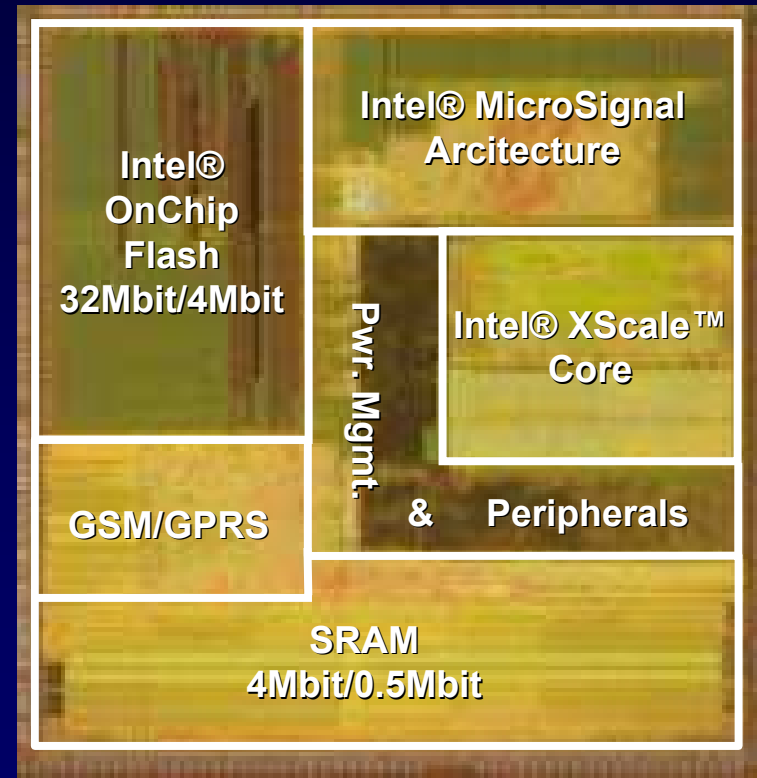 Intel®
OnChip
Flash
32Mbit/4Mbit
Intel® MicroSignal
Arcitecture
Intel® XScale™
Core
Pwr. Mgmt.
& Peripherals
GSM/GPRS
SRAM
4Mbit/0.5Mbit